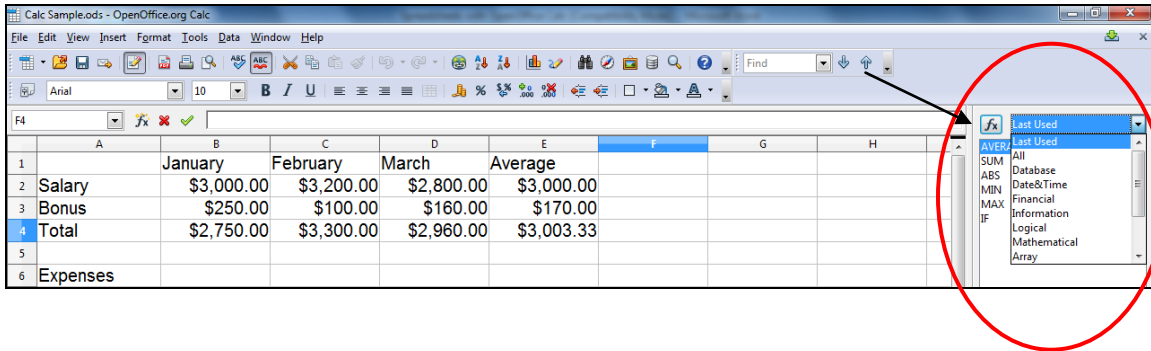 Calc Sample.ods - OpenOffice.org Calc
File Edit View Insert Format Tools Data Window Help
Find
Arial 10 B I U
F4 fx
fx Last Used
A B C D E F G H
1 January February March Average
2 Salary $3,000.00 $3,200.00 $2,800.00 $3,000.00
3 Bonus $250.00 $100.00 $160.00 $170.00
4 Total $2,750.00 $3,300.00 $2,960.00 $3,003.33
5
6 Expenses
AVERA
SUM
ABS
MIN
MAX
IF
Last Used
All
Database
Date&Time
Financial
Information
Logical
Mathematical
Array